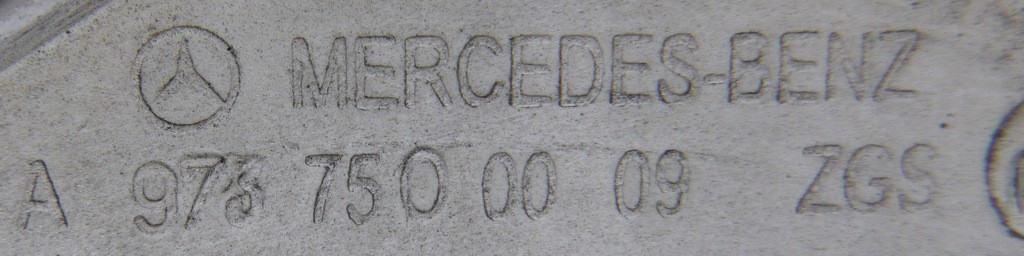 MERCEDES-BENZ
A 973 750 00 09 ZGS